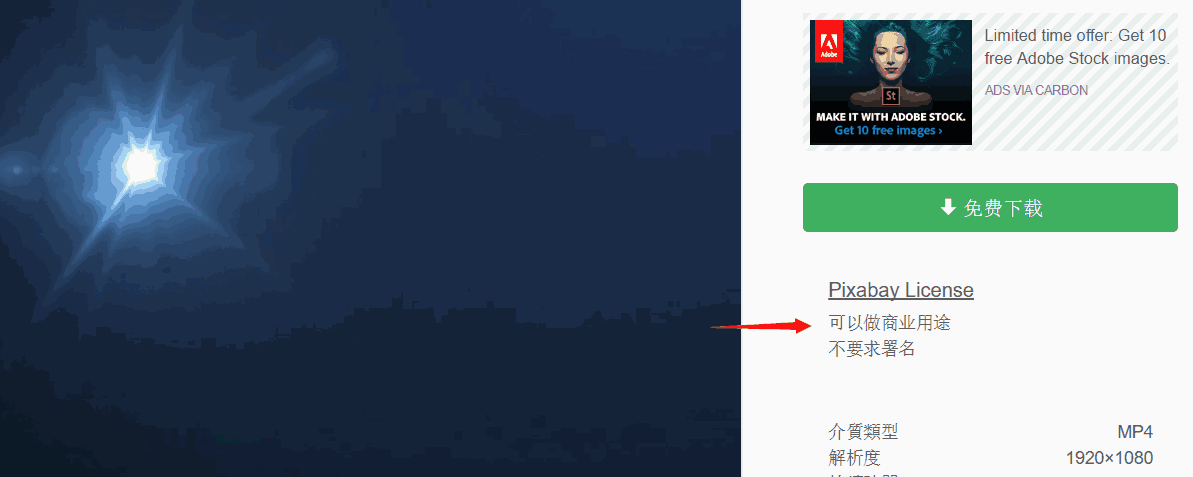 Adobe
St
MAKE IT WITH ADOBE STOCK.
Get 10 free images ›
Limited time offer: Get 10
free Adobe Stock images.
ADS VIA CARBON
免费下载
Pixabay License
可以做商业用途
不要求署名
介質類型 MP4
解析度 1920×1080